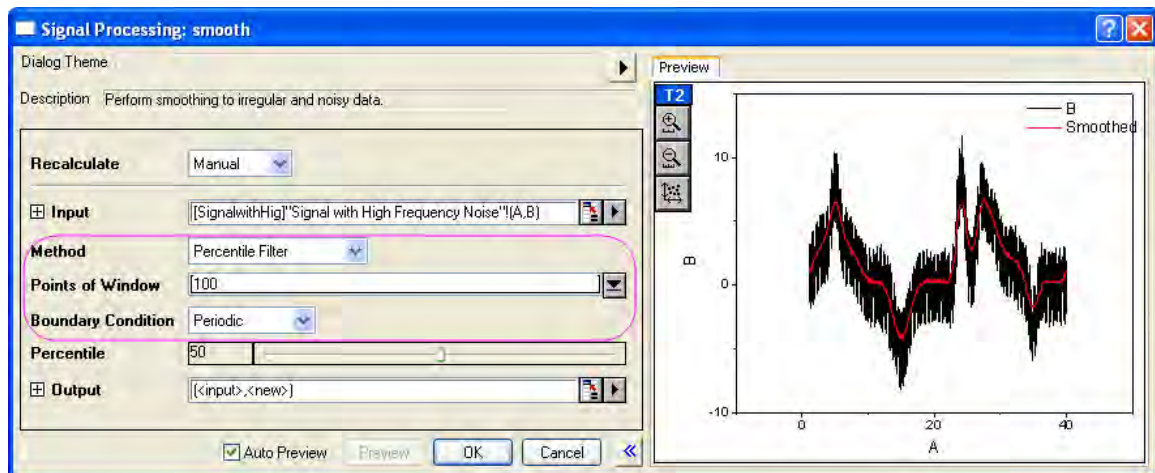 Signal Processing: smooth
Dialog Theme
Description Perform smoothing to irregular and noisy data.
Recalculate Manual
Input [SignalwithHig]"Signal with High Frequency Noise"!(A,B)
Method Percentile Filter
Points of Window 100
Boundary Condition Periodic
Percentile 50
Output (<input>,<new>)
Auto Preview Preview OK Cancel
Preview
T2
B
Smoothed
10
0
-10
B
0 20 40
A